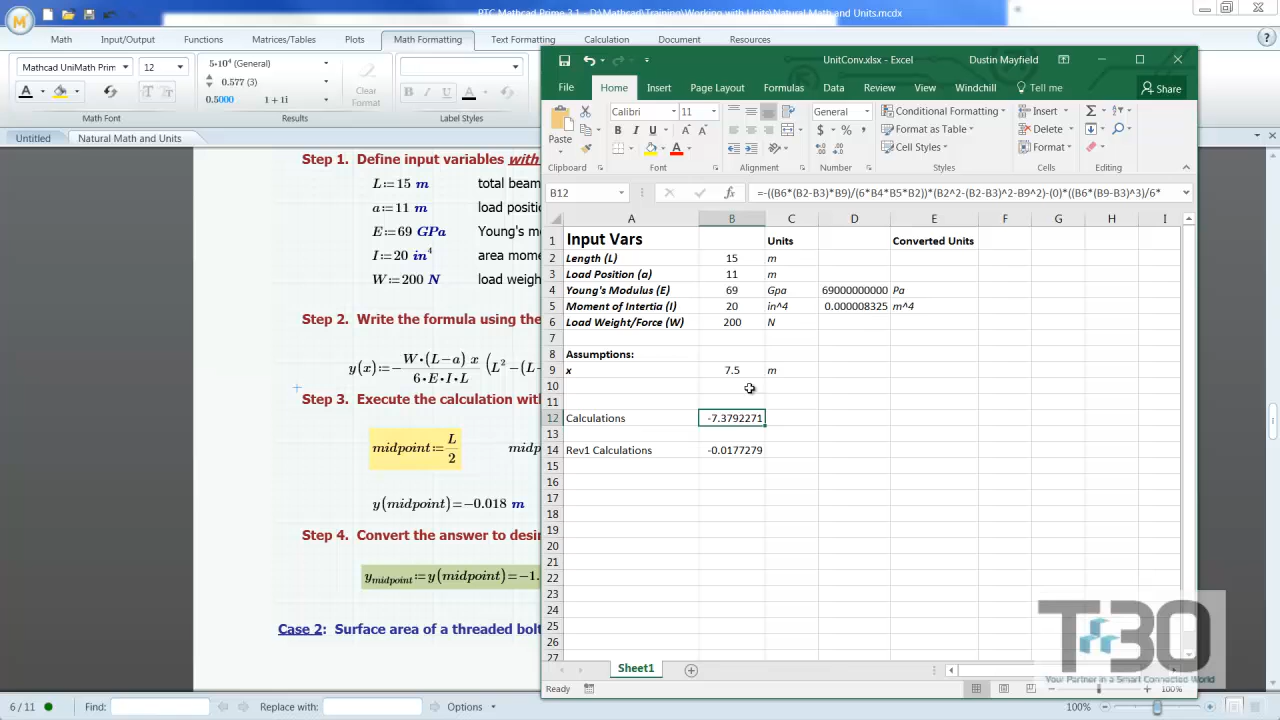 PTC Mathcad Prime 3.1 - D:\Mathcad\Training\Working with Units\Natural Math and Units.mcdx
Math Input/Output Functions Matrices/Tables Plots Math Formatting Text Formatting Calculation Document Resources
Mathcad UniMath Prim 12
5•10⁴ (General)
0.577 (3)
0.5000 1 + 1i
Clear Format
Math Font Results Label Styles
Untitled Natural Math and Units
Step 1. Define input variables with
L:=15 m total beam
a:=11 m load positio
E:=69 GPa Young's mo
I:=20 in⁴ area momen
W:=200 N load weigh
Step 2. Write the formula using the
y(x):=-W•(L-a) x / 6•E•I•L (L²-(L-
Step 3. Execute the calculation with
midpoint:=L/2 mid
y(midpoint)=-0.018 m
Step 4. Convert the answer to desi
y midpoint:=y(midpoint)=-1.
Case 2: Surface area of a threaded bolt
6 / 11 Find: Replace with: Options 100%
UnitConv.xlsx - Excel Dustin Mayfield
File Home Insert Page Layout Formulas Data Review View Windchill Tell me Share
Paste Calibri 11 General Conditional Formatting Insert
B I U $ % Format as Table Delete
Cell Styles Format
Clipboard Font Alignment Number Styles Cells Editing
B12 fx =-((B6*(B2-B3)*B9)/(6*B4*B5*B2))*(B2^2-(B2-B3)^2-B9^2)-(0)*((B6*(B9-B3)^3)/6*
A B C D E F G H I
1 Input Vars Units Converted Units
2 Length (L) 15 m
3 Load Position (a) 11 m
4 Young's Modulus (E) 69 Gpa 69000000000 Pa
5 Moment of Intertia (I) 20 in^4 0.000008325 m^4
6 Load Weight/Force (W) 200 N
7
8 Assumptions:
9 x 7.5 m
10
11
12 Calculations -7.3792271
13
14 Rev1 Calculations -0.0177279
15
16
17
18
19
20
21
22
23
24
25
26
27
Sheet1
Ready 100%
T30
Your Partner in a Smart Connected World